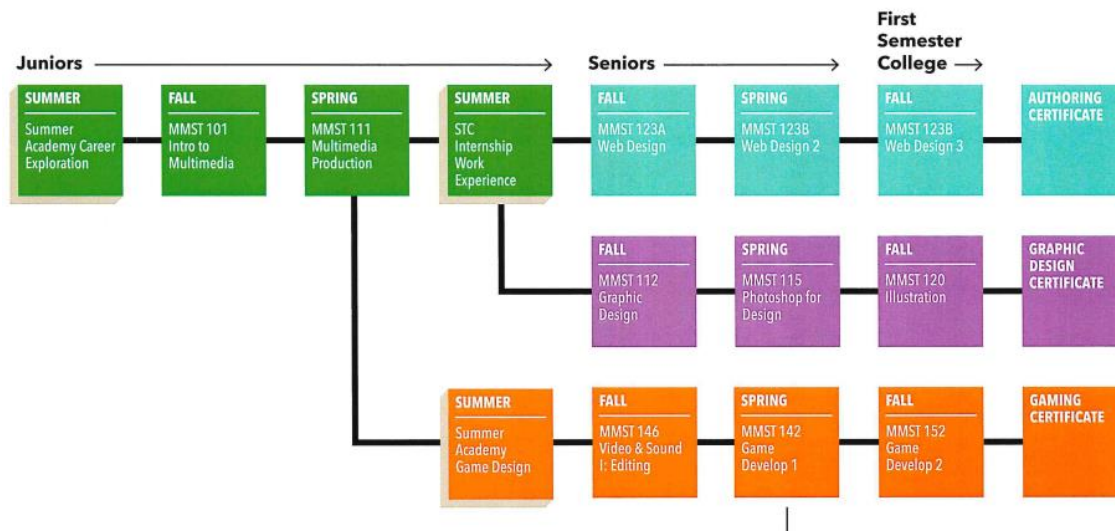 Juniors
Seniors
First
Semester
College
SUMMER
Summer
Academy Career
Exploration
FALL
MMST 101
Intro to
Multimedia
SPRING
MMST 111
Multimedia
Production
SUMMER
STC
Internship
Work
Experience
FALL
MMST 123A
Web Design
SPRING
MMST 123B
Web Design 2
FALL
MMST 123B
Web Design 3
AUTHORING
CERTIFICATE
FALL
MMST 112
Graphic
Design
SPRING
MMST 115
Photoshop for
Design
FALL
MMST 120
Illustration
GRAPHIC
DESIGN
CERTIFICATE
SUMMER
Summer
Academy
Game Design
FALL
MMST 146
Video & Sound
I: Editing
SPRING
MMST 142
Game
Develop 1
FALL
MMST 152
Game
Develop 2
GAMING
CERTIFICATE